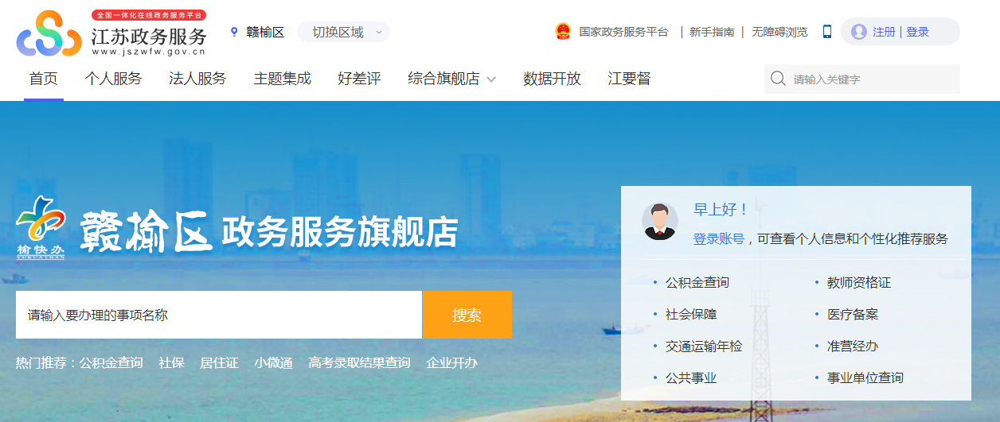 全国一体化在线政务服务平台
江苏政务服务
www.jszwfw.gov.cn
赣榆区 切换区域
国家政务服务平台 | 新手指南 | 无障碍浏览 注册 | 登录
首页 个人服务 法人服务 主题集成 好差评 综合旗舰店 数据开放 江要督
请输入关键字
榆快办
YUKUAIBAN
赣榆区 政务服务旗舰店
请输入要办理的事项名称 搜索
热门推荐：公积金查询 社保 居住证 小微通 高考录取结果查询 企业开办
早上好！
登录账号，可查看个人信息和个性化推荐服务
• 公积金查询 • 教师资格证
• 社会保障 • 医疗备案
• 交通运输年检 • 准营经办
• 公共事业 • 事业单位查询